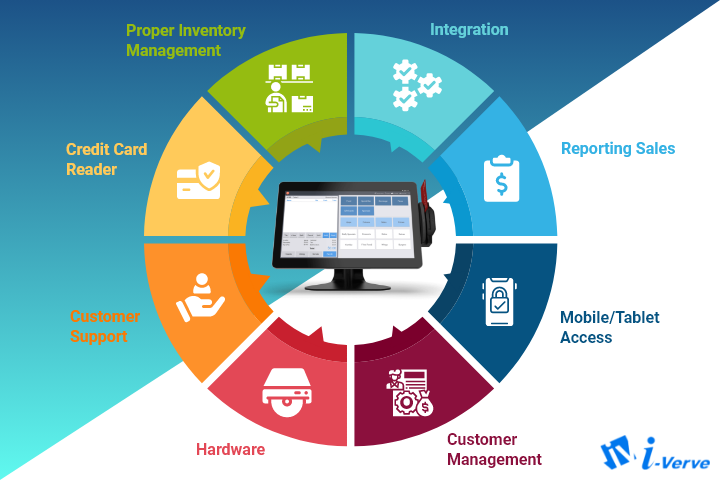 Proper Inventory
Management
Integration
Credit Card
Reader
Reporting Sales
Customer
Support
Mobile/Tablet
Access
Hardware
Customer
Management
i-Verve